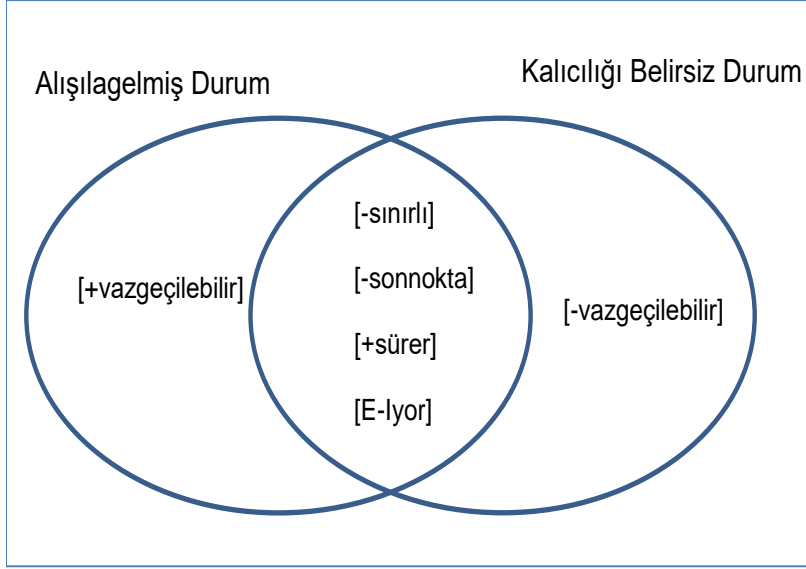 Alışılagelmiş Durum
Kalıcılığı Belirsiz Durum
[+vazgeçilebilir]
[-sınırlı]
[-sonnokta]
[+sürer]
[E-Iyor]
[-vazgeçilebilir]